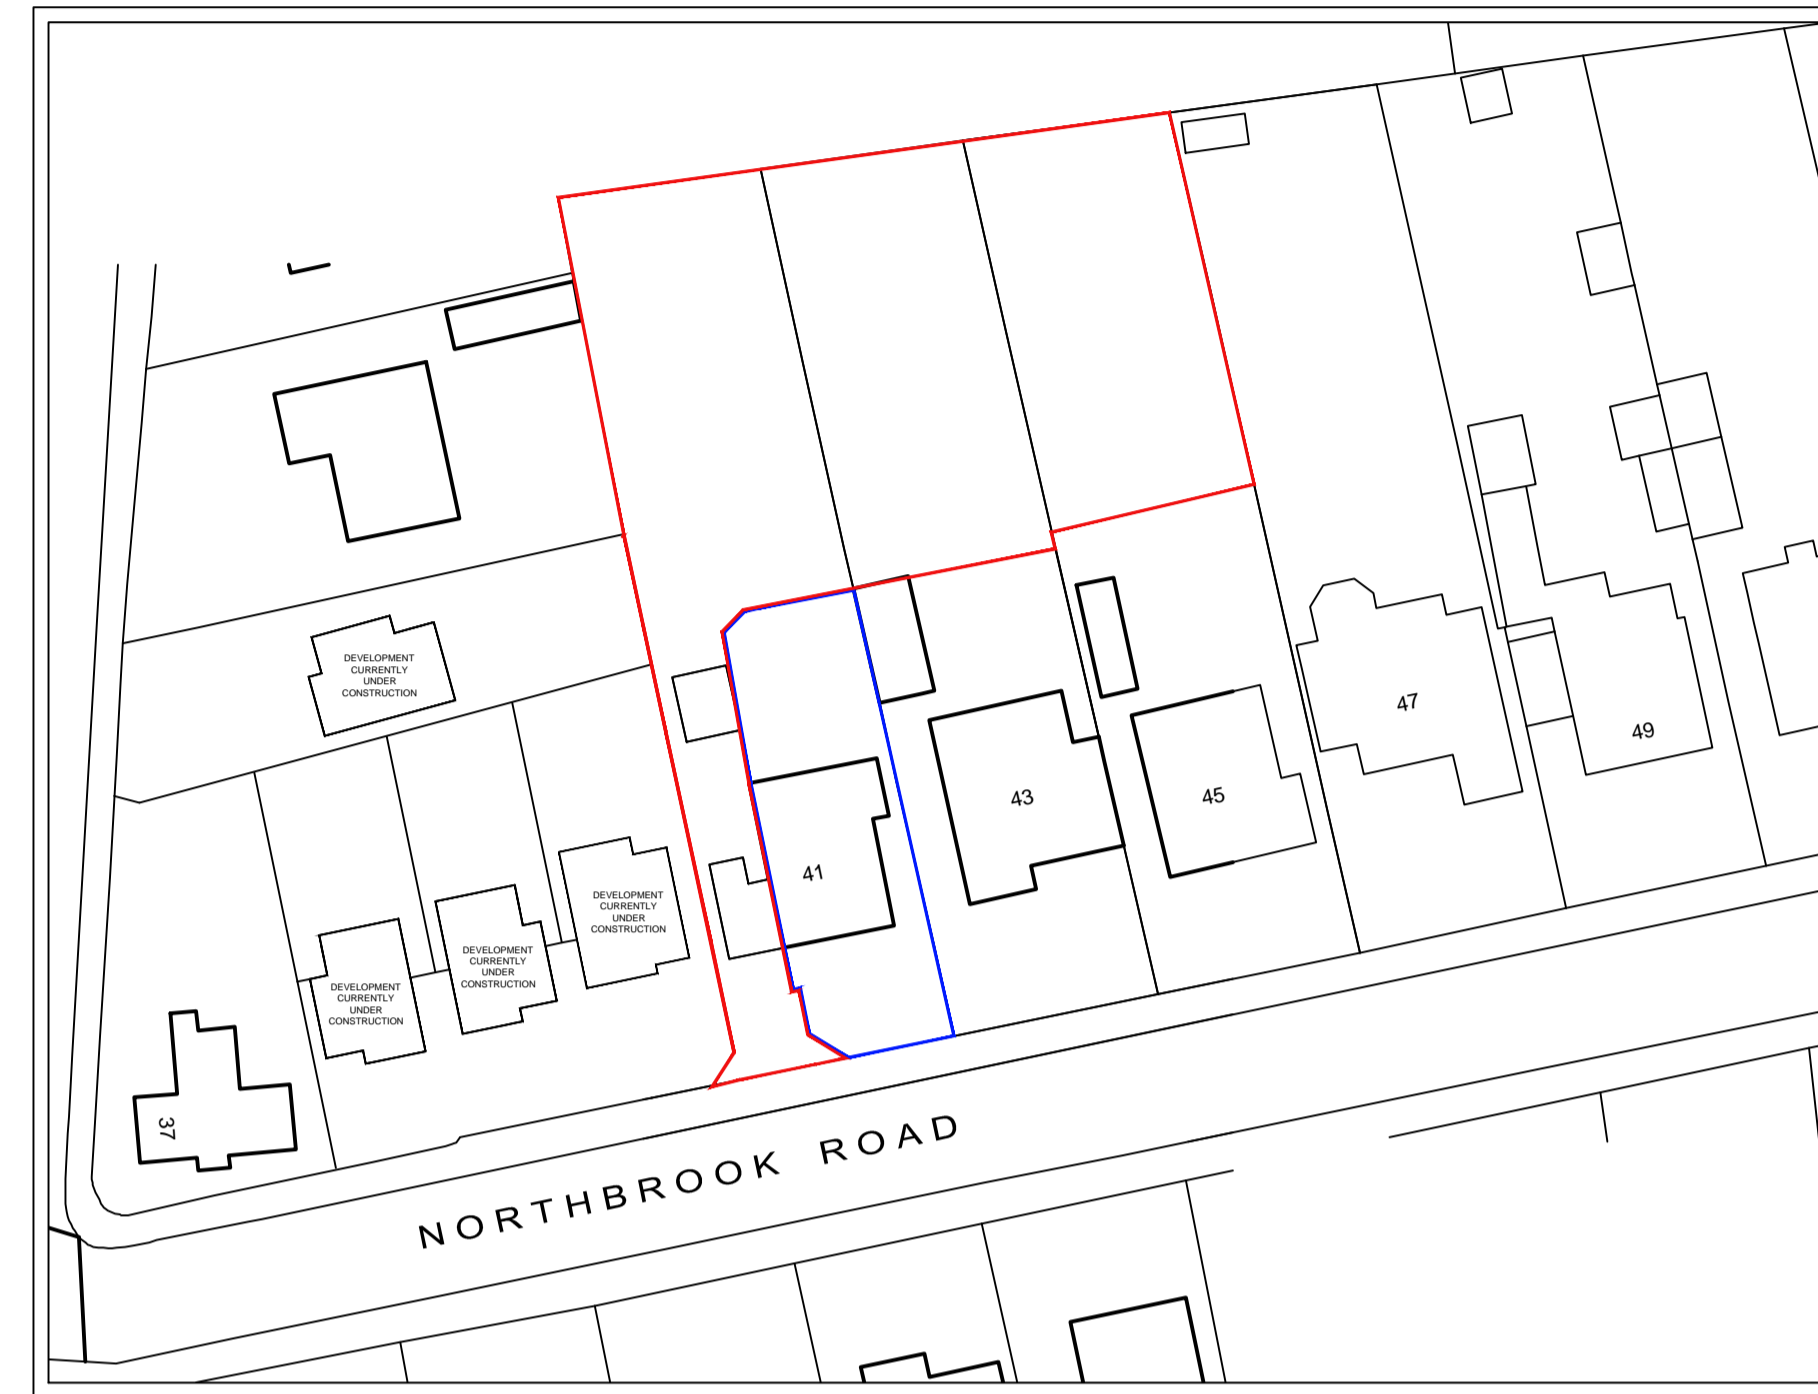 DEVELOPMENT
CURRENTLY
UNDER
CONSTRUCTION
47
49
43
45
41
DEVELOPMENT
CURRENTLY
UNDER
CONSTRUCTION
DEVELOPMENT
CURRENTLY
UNDER
CONSTRUCTION
DEVELOPMENT
CURRENTLY
UNDER
CONSTRUCTION
37
NORTHBROOK ROAD